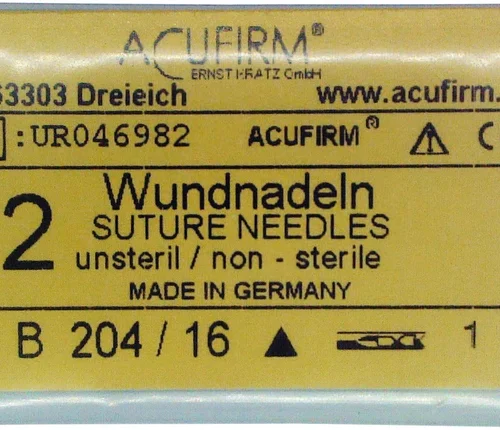 ACUFIRM®
ERNST KRATZ GmbH
63303 Dreieich www.acufirm.
:UR046982 ACUFIRM® C
2 Wundnadeln
SUTURE NEEDLES
unsteril / non - sterile
MADE IN GERMANY
B 204 / 16 1